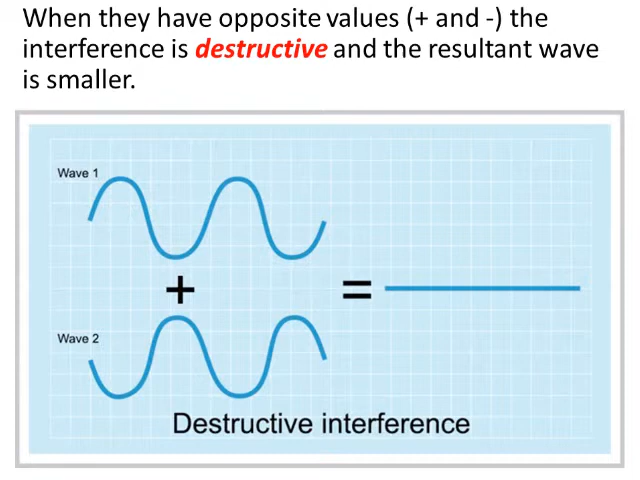 When they have opposite values (+ and -) the
interference is destructive and the resultant wave
is smaller.
Wave 1
+
=
Wave 2
Destructive interference